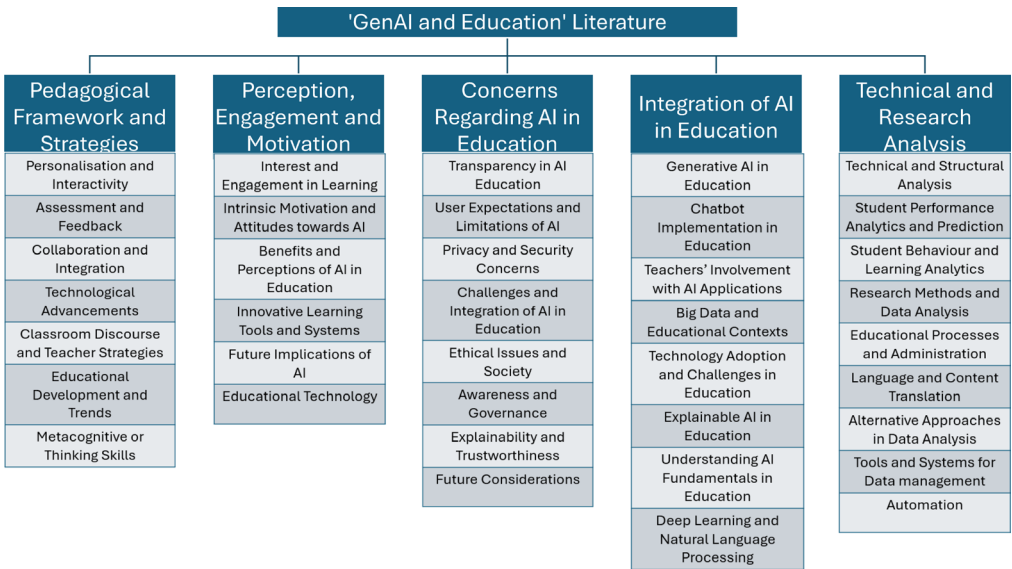 'GenAI and Education' Literature
Pedagogical
Framework and
Strategies
Personalisation and
Interactivity
Assessment and
Feedback
Collaboration and
Integration
Technological
Advancements
Classroom Discourse
and Teacher Strategies
Educational
Development and
Trends
Metacognitive or
Thinking Skills
Perception,
Engagement and
Motivation
Interest and
Engagement in Learning
Intrinsic Motivation and
Attitudes towards AI
Benefits and
Perceptions of AI in
Education
Innovative Learning
Tools and Systems
Future Implications of
AI
Educational Technology
Concerns
Regarding AI in
Education
Transparency in AI
Education
User Expectations and
Limitations of AI
Privacy and Security
Concerns
Challenges and
Integration of AI in
Education
Ethical Issues and
Society
Awareness and
Governance
Explainability and
Trustworthiness
Future Considerations
Integration of AI
in Education
Generative AI in
Education
Chatbot
Implementation in
Education
Teachers’ Involvement
with AI Applications
Big Data and
Educational Contexts
Technology Adoption
and Challenges in
Education
Explainable AI in
Education
Understanding AI
Fundamentals in
Education
Deep Learning and
Natural Language
Processing
Technical and
Research
Analysis
Technical and Structural
Analysis
Student Performance
Analytics and Prediction
Student Behaviour and
Learning Analytics
Research Methods and
Data Analysis
Educational Processes
and Administration
Language and Content
Translation
Alternative Approaches
in Data Analysis
Tools and Systems for
Data management
Automation